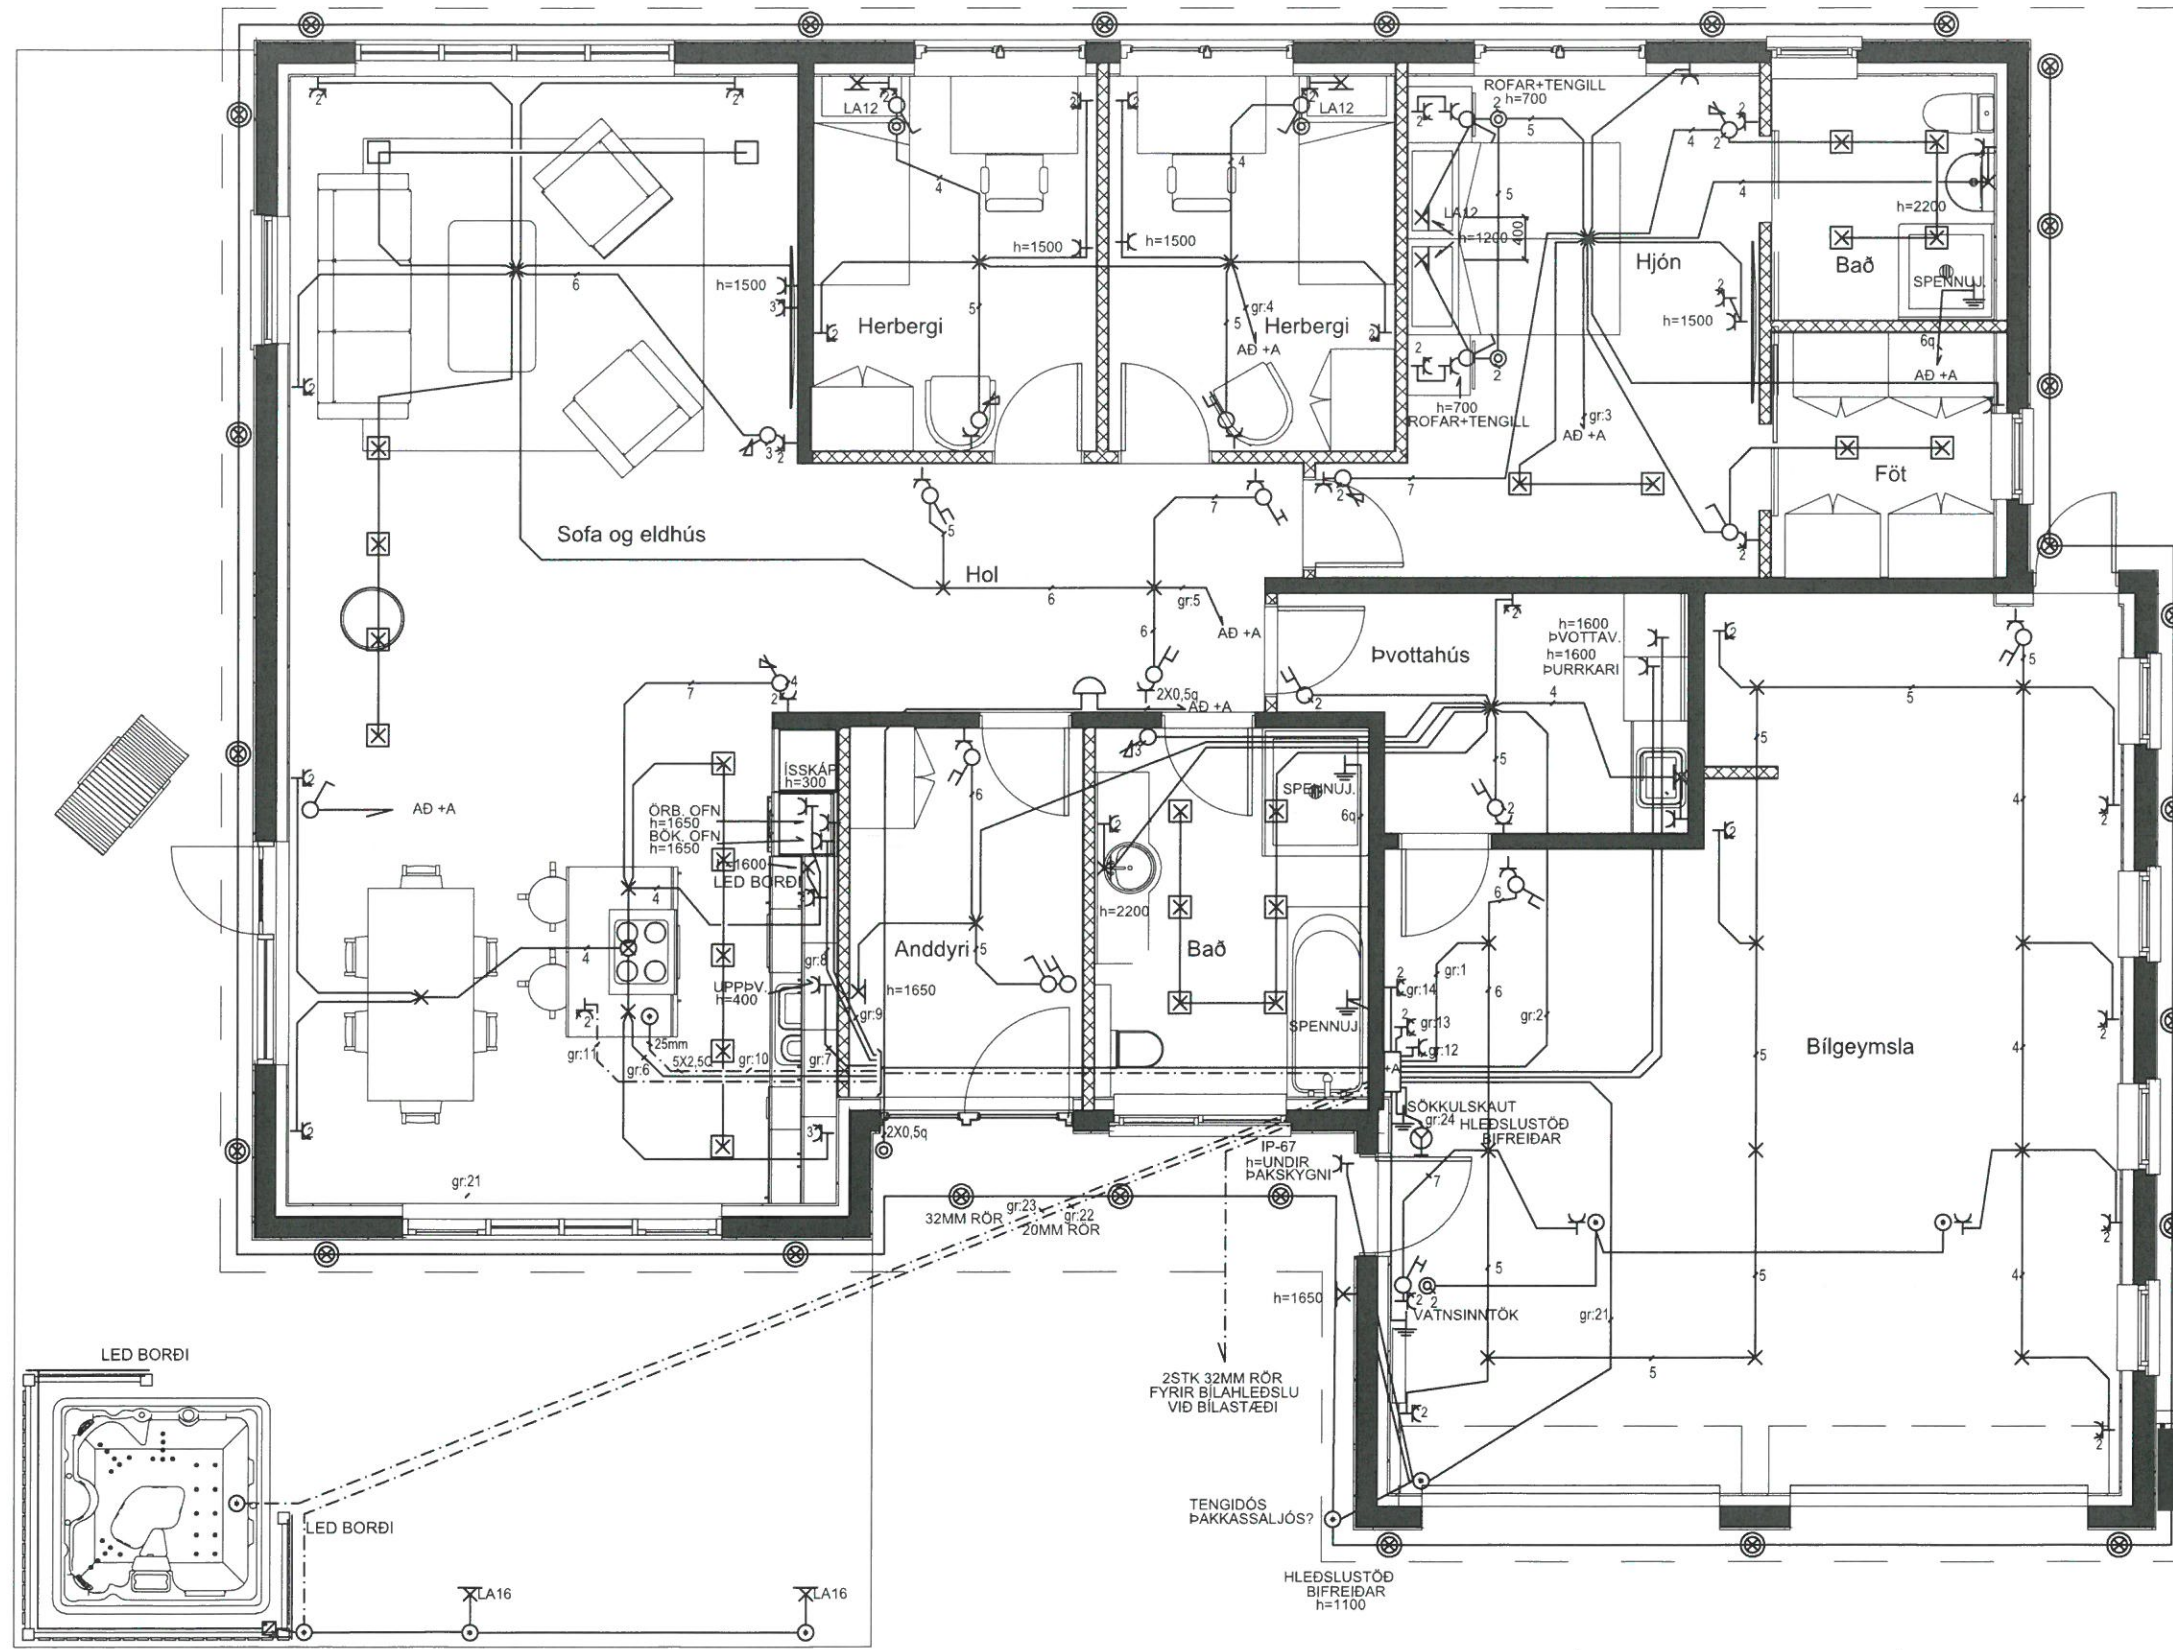 ROFAR+TENGILL
h=700
LA12
LA12
LA12
h=1200
400
h=1500
h=1500
h=1500
h=1500
h=2200
Hjón
Bað
SPENNUJ.
6q
AÐ +A
Herbergi
Herbergi
gr:4
AÐ +A
h=700
ROFAR+TENGILL
gr:3
AÐ +A
Föt
Sofa og eldhús
Hol
gr:5
AÐ +A
Þvottahús
h=1600
ÞVOTTAV.
h=1600
ÞURRKARI
2X0,5q
AÐ +A
ÍSSKÁP
h=300
ÖRB. OFN
h=1650
BÖK. OFN
h=1650
h=1600
LED BORÐI
AÐ +A
SPENNUJ.
6q
h=2200
Anddyri
Bað
h=1650
gr:8
UPPÞV.
h=400
gr:9
gr:7
gr:10
gr:11
gr:6
25mm
5X2,5Q
SPENNUJ.
gr:1
gr:14
gr:13
gr:12
gr:2
+A
Bílgeymsla
SÖKKULSKAUT
gr:24
HLEÐSLUSTÖÐ
BIFREIÐAR
2X0,5q
IP-67
h=UNDIR
ÞAKSKYGNI
gr:21
gr:23
32MM RÖR
gr:22
20MM RÖR
h=1650
VATNSINNTÖK
gr:21
LED BORÐI
2STK 32MM RÖR
FYRIR BÍLAHLEÐSLU
VIÐ BÍLASTÆÐI
LED BORÐI
TENGIDÓS
ÞAKKASSALJÓS?
HLEÐSLUSTÖÐ
BIFREIÐAR
h=1100
LA16
LA16